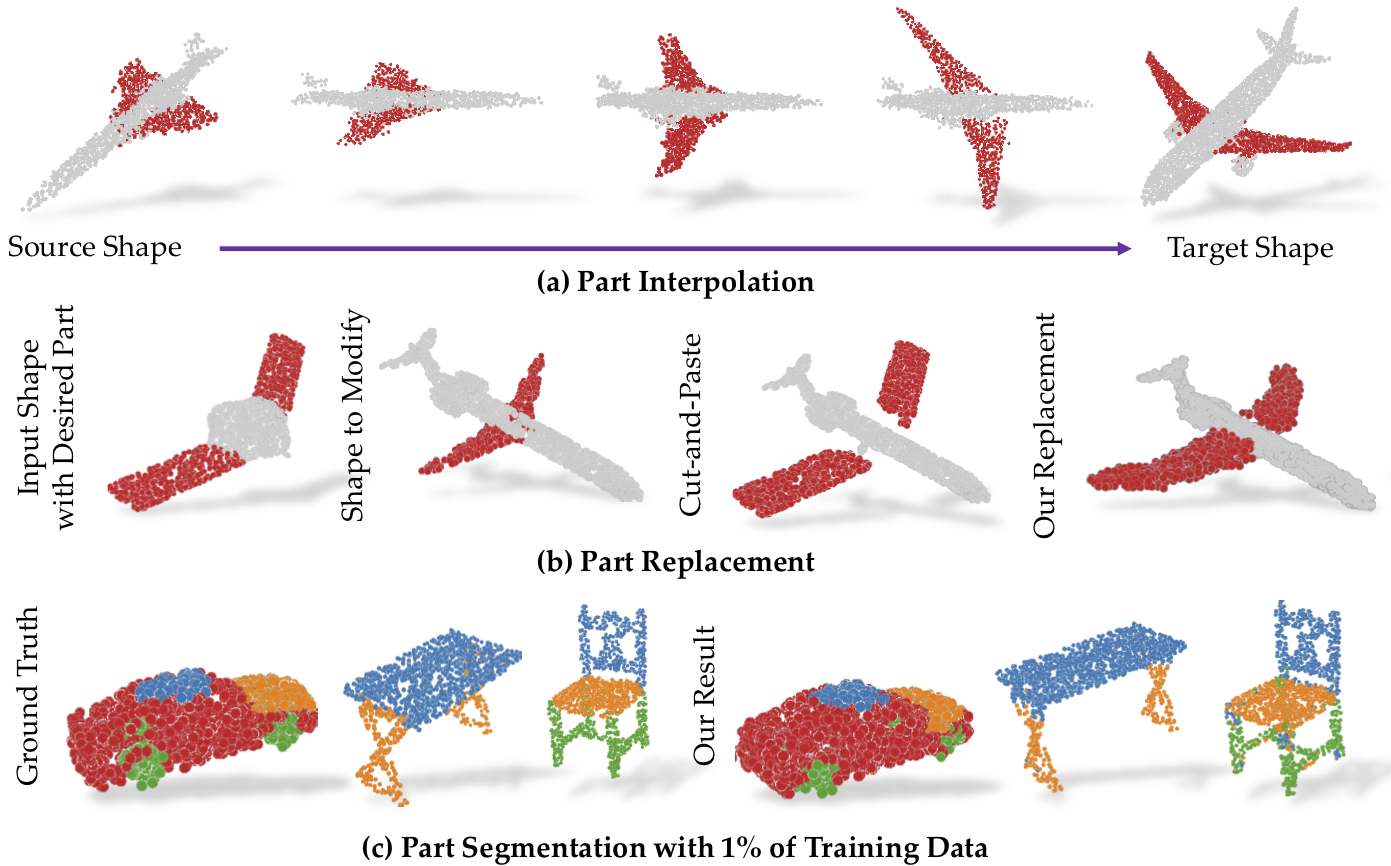 Source Shape
Target Shape
(a) Part Interpolation
Input Shape
with Desired Part
Shape to Modify
Cut-and-Paste
Our Replacement
(b) Part Replacement
Ground Truth
Our Result
(c) Part Segmentation with 1% of Training Data